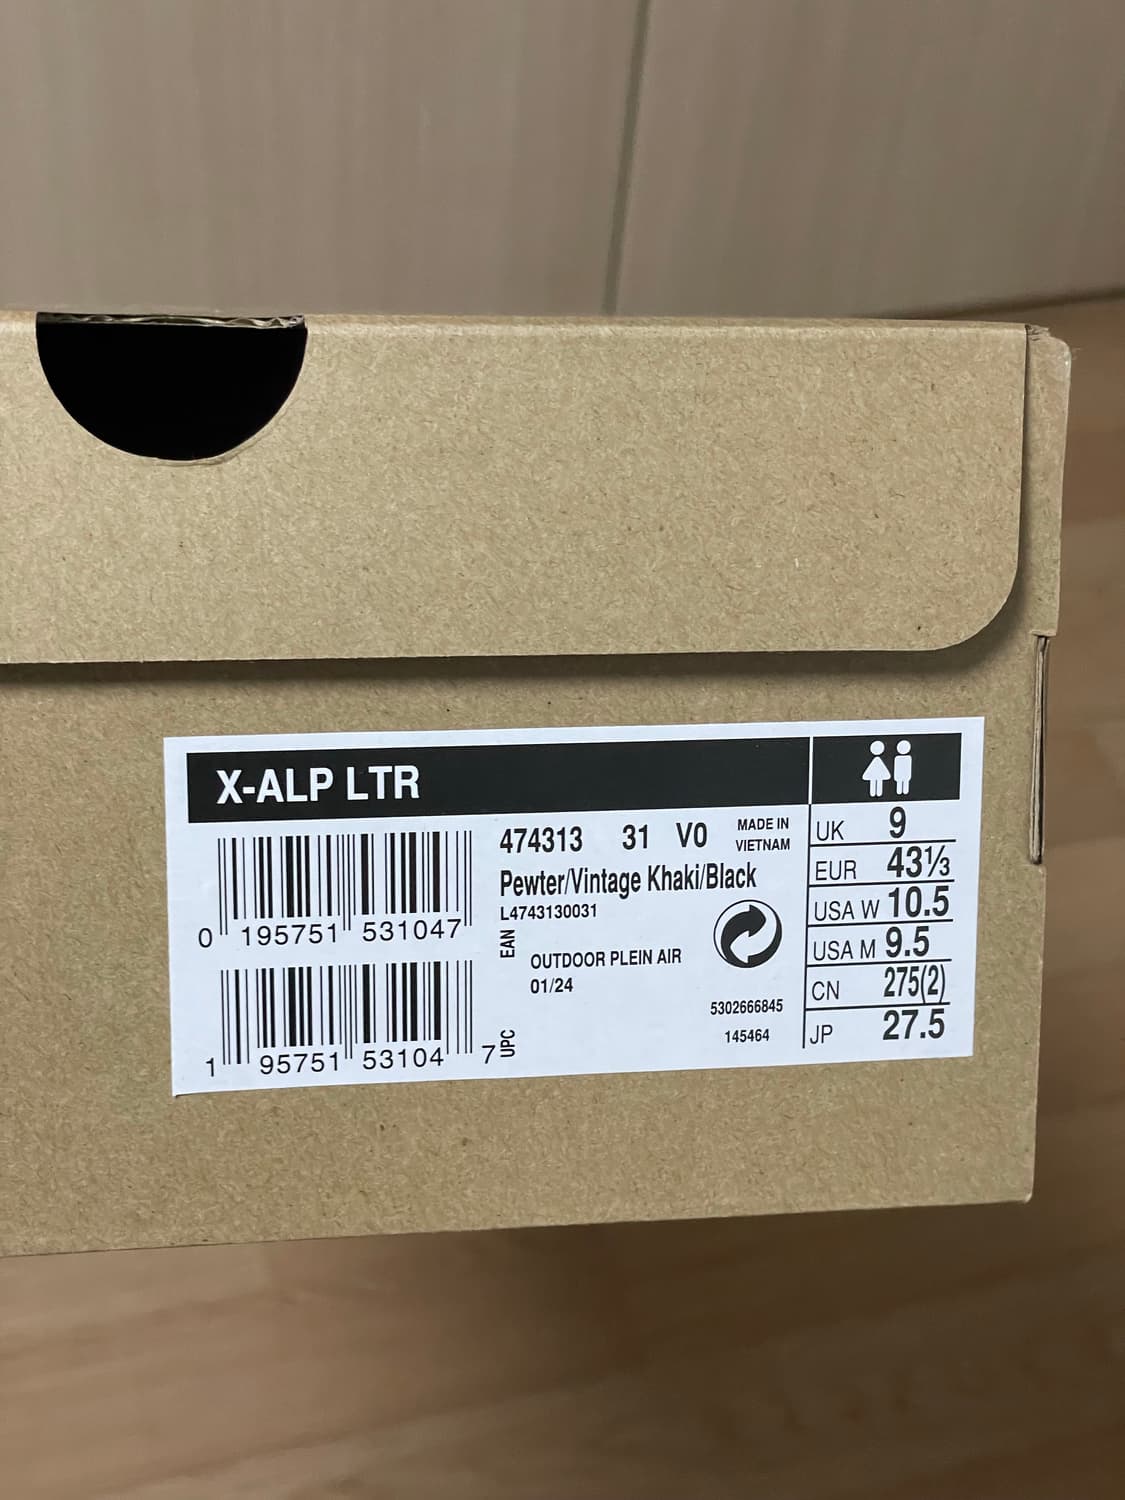 X-ALP LTR
474313 31 V0 MADE IN VIETNAM
Pewter/Vintage Khaki/Black
L4743130031
0 195751 531047
EAN
OUTDOOR PLEIN AIR
01/24
5302666845
145464
1 95751 53104 7
UPC
UK 9
EUR 43⅓
USA W 10.5
USA M 9.5
CN 275(2)
JP 27.5